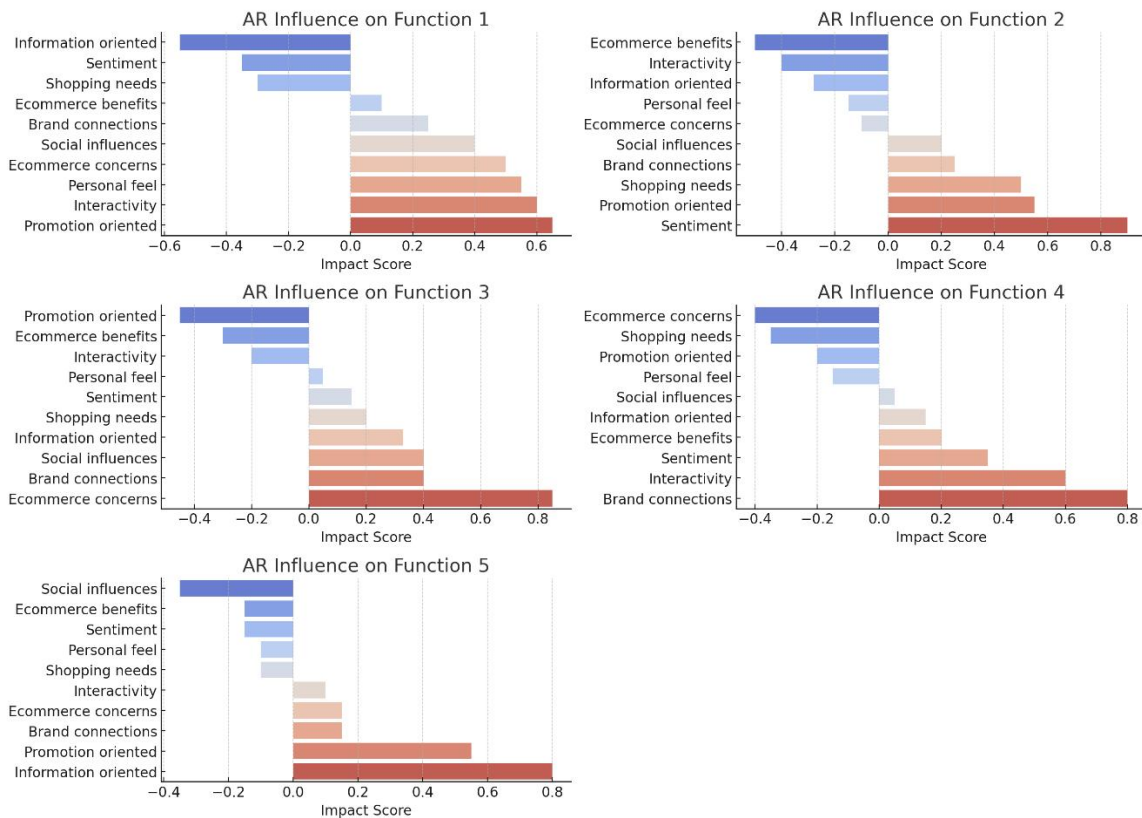 AR Influence on Function 1
Information oriented
Sentiment
Shopping needs
Ecommerce benefits
Brand connections
Social influences
Ecommerce concerns
Personal feel
Interactivity
Promotion oriented
−0.6 −0.4 −0.2 0.0 0.2 0.4 0.6
Impact Score
AR Influence on Function 2
Ecommerce benefits
Interactivity
Information oriented
Personal feel
Ecommerce concerns
Social influences
Brand connections
Shopping needs
Promotion oriented
Sentiment
−0.4 −0.2 0.0 0.2 0.4 0.6 0.8
Impact Score
AR Influence on Function 3
Promotion oriented
Ecommerce benefits
Interactivity
Personal feel
Sentiment
Shopping needs
Information oriented
Social influences
Brand connections
Ecommerce concerns
−0.4 −0.2 0.0 0.2 0.4 0.6 0.8
Impact Score
AR Influence on Function 4
Ecommerce concerns
Shopping needs
Promotion oriented
Personal feel
Social influences
Information oriented
Ecommerce benefits
Sentiment
Interactivity
Brand connections
−0.4 −0.2 0.0 0.2 0.4 0.6 0.8
Impact Score
AR Influence on Function 5
Social influences
Ecommerce benefits
Sentiment
Personal feel
Shopping needs
Interactivity
Ecommerce concerns
Brand connections
Promotion oriented
Information oriented
−0.4 −0.2 0.0 0.2 0.4 0.6 0.8
Impact Score